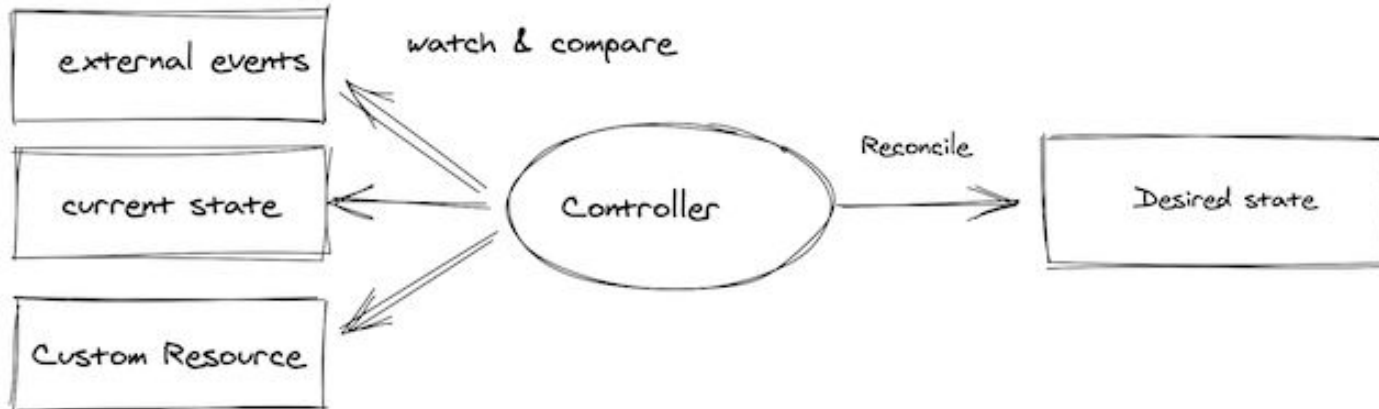 external events
watch & compare
current state
Controller
Reconcile
Desired state
Custom Resource